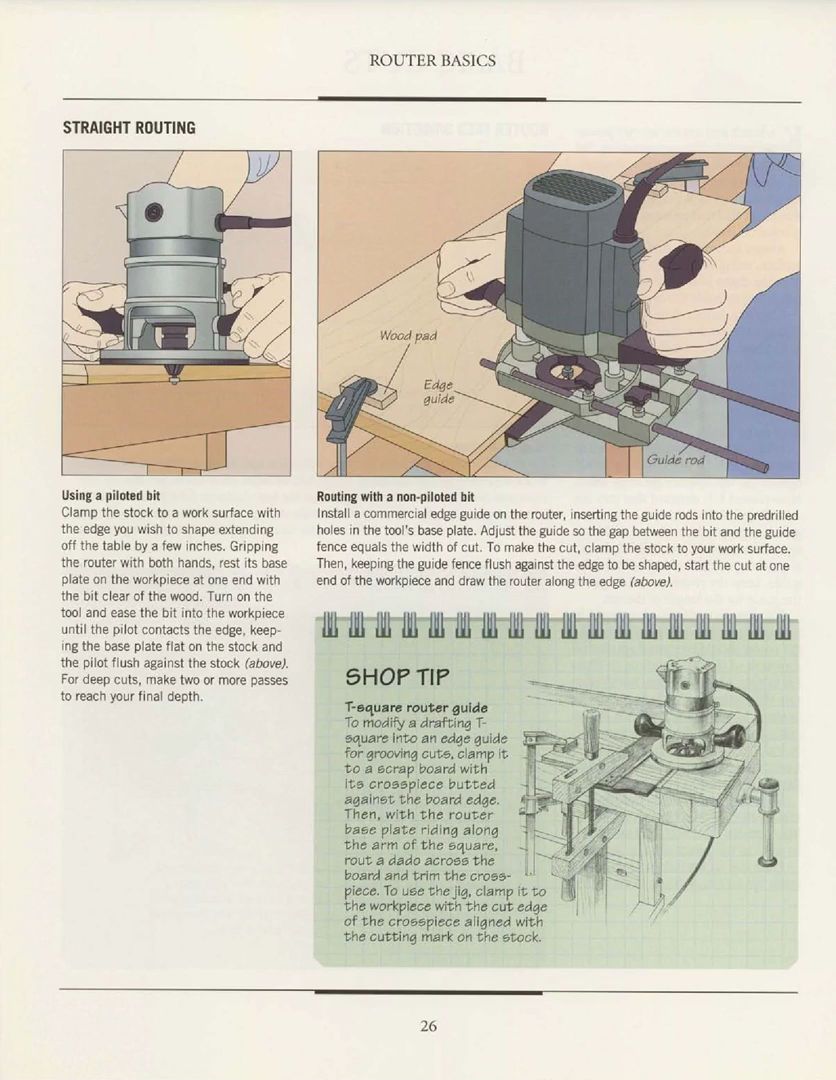 ROUTER BASICS
STRAIGHT ROUTING
Wood pad
Edge
guide
Guide rod
Using a piloted bit
Clamp the stock to a work surface with
the edge you wish to shape extending
off the table by a few inches. Gripping
the router with both hands, rest its base
plate on the workpiece at one end with
the bit clear of the wood. Turn on the
tool and ease the bit into the workpiece
until the pilot contacts the edge, keep-
ing the base plate flat on the stock and
the pilot flush against the stock (above).
For deep cuts, make two or more passes
to reach your final depth.
Routing with a non-piloted bit
Install a commercial edge guide on the router, inserting the guide rods into the predrilled
holes in the tool's base plate. Adjust the guide so the gap between the bit and the guide
fence equals the width of cut. To make the cut, clamp the stock to your work surface.
Then, keeping the guide fence flush against the edge to be shaped, start the cut at one
end of the workpiece and draw the router along the edge (above).
SHOP TIP
T-square router guide
To modify a drafting T-
square into an edge guide
for grooving cuts, clamp it
to a scrap board with
its crosspiece butted
against the board edge.
Then, with the router
base plate riding along
the arm of the square,
rout a dado across the
board and trim the cross-
piece. To use the jig, clamp it to
the workpiece with the cut edge
of the crosspiece aligned with
the cutting mark on the stock.
26